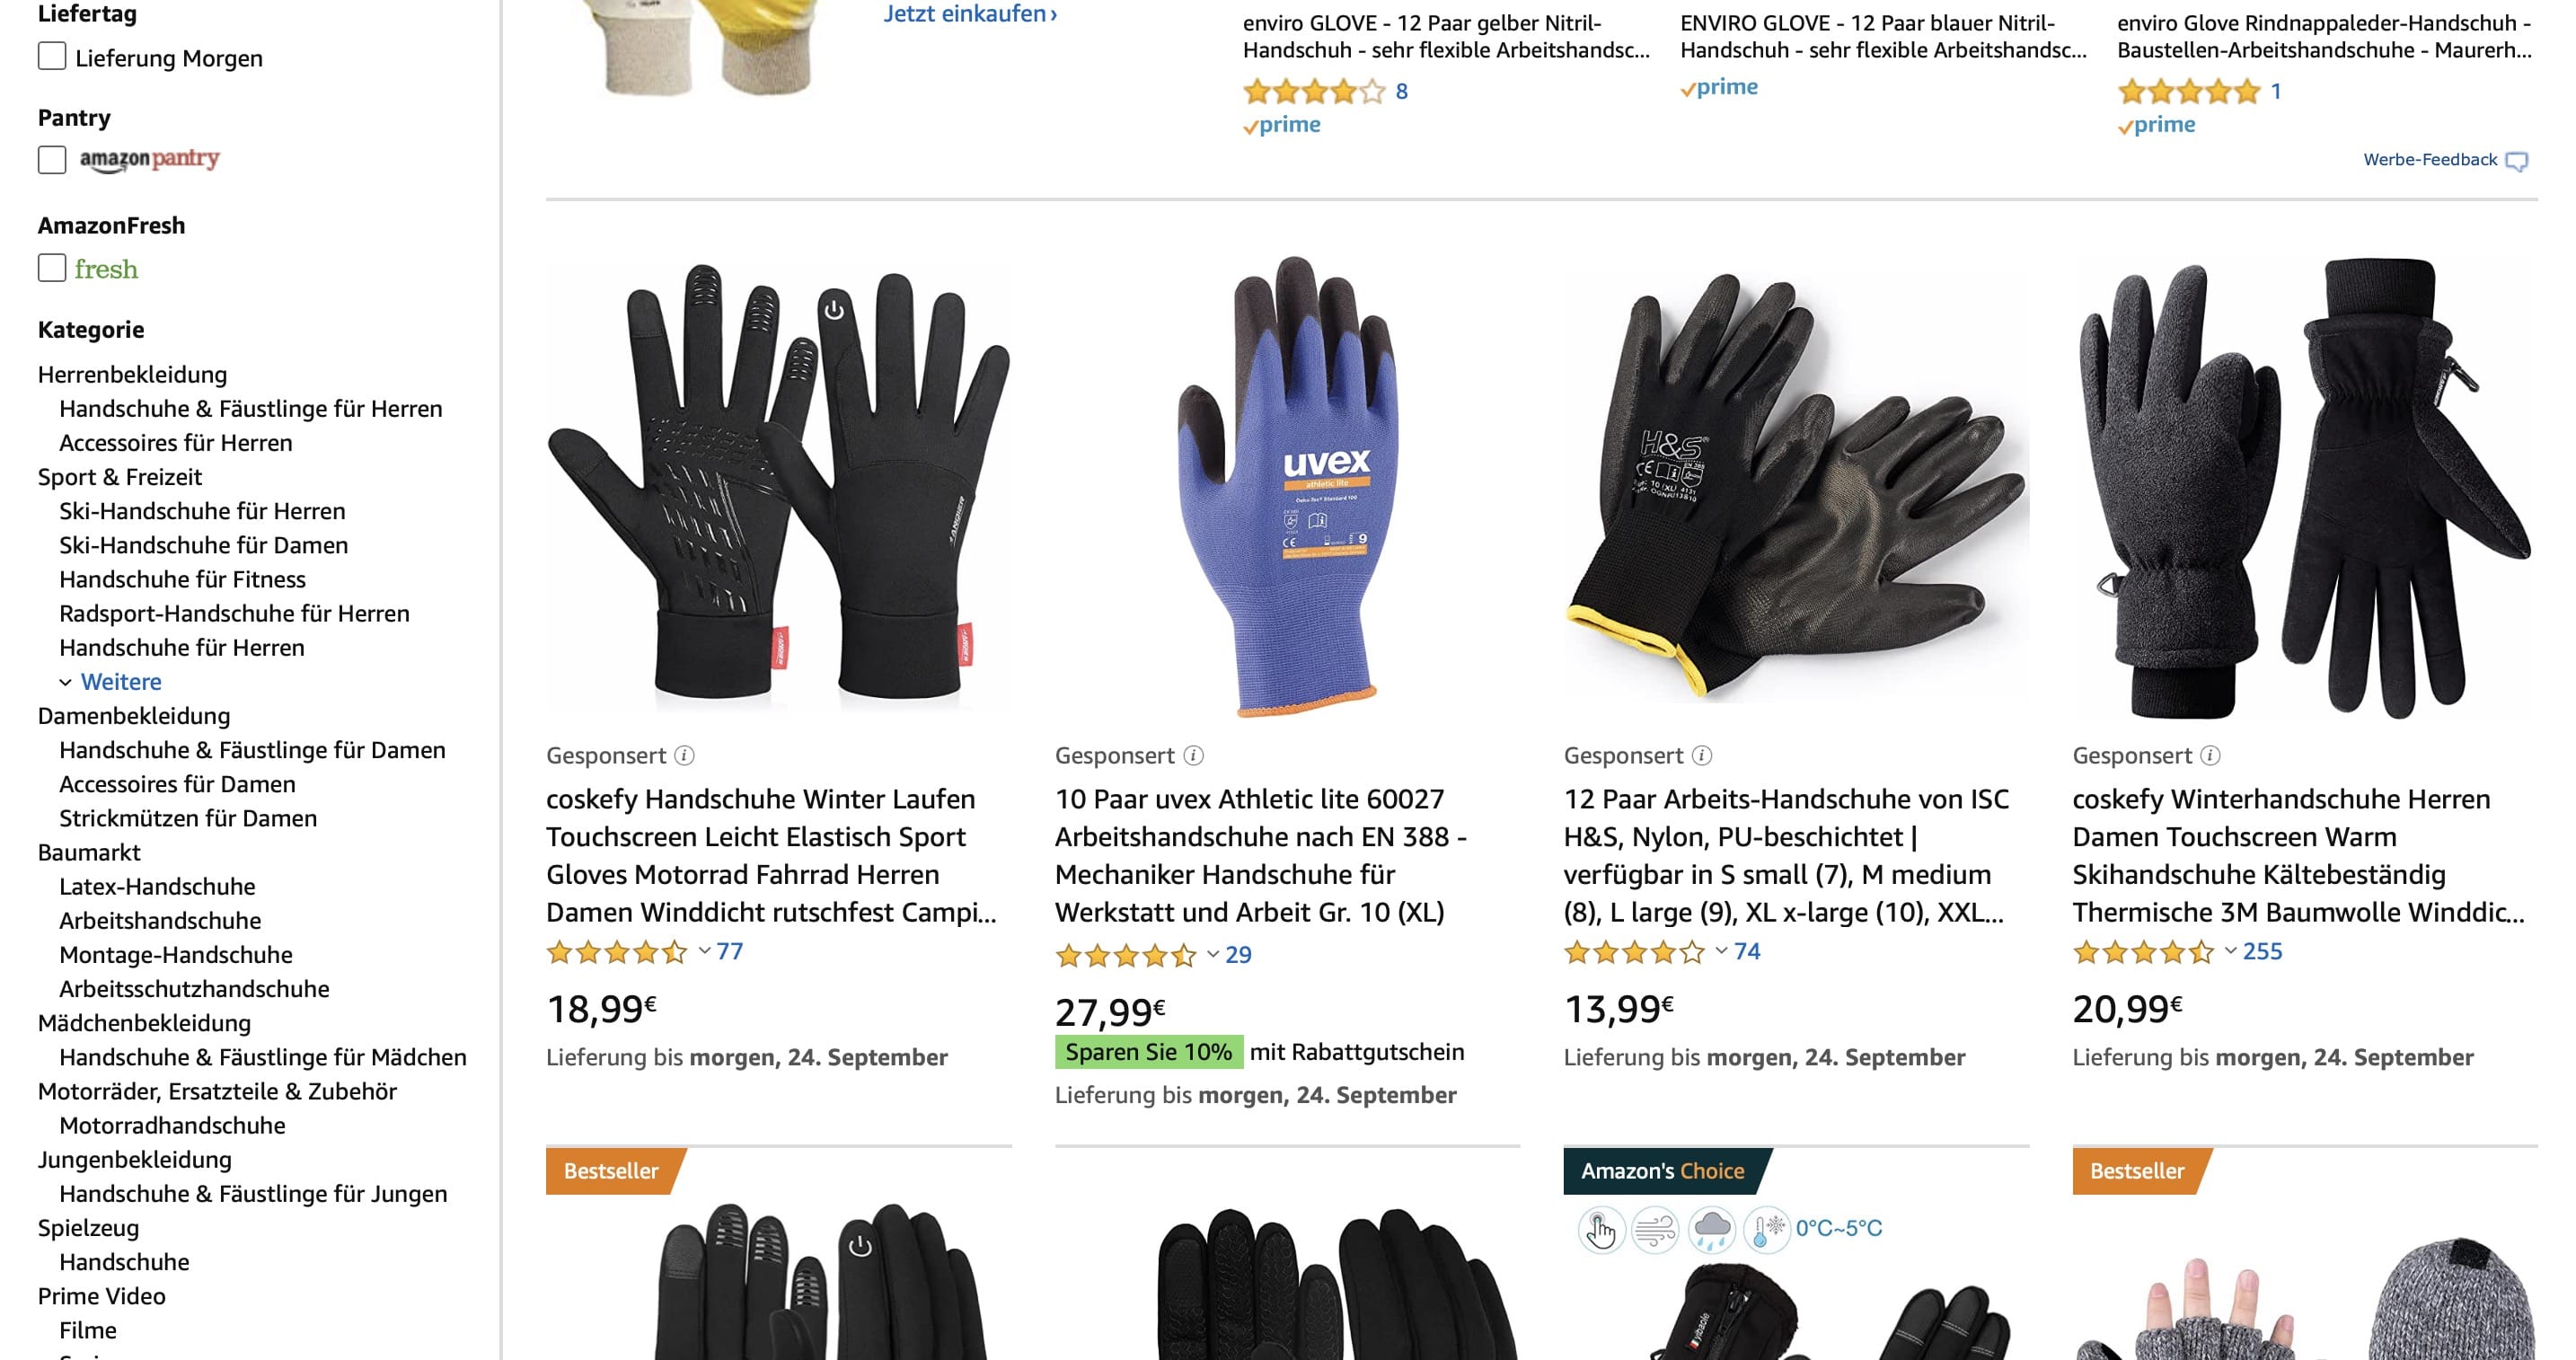 Liefertag
Lieferung Morgen
Pantry
amazonpantry
AmazonFresh
fresh
Kategorie
Herrenbekleidung
Handschuhe & Fäustlinge für Herren
Accessoires für Herren
Sport & Freizeit
Ski-Handschuhe für Herren
Ski-Handschuhe für Damen
Handschuhe für Fitness
Radsport-Handschuhe für Herren
Handschuhe für Herren
Weitere
Damenbekleidung
Handschuhe & Fäustlinge für Damen
Accessoires für Damen
Strickmützen für Damen
Baumarkt
Latex-Handschuhe
Arbeitshandschuhe
Montage-Handschuhe
Arbeitsschutzhandschuhe
Mädchenbekleidung
Handschuhe & Fäustlinge für Mädchen
Motorräder, Ersatzteile & Zubehör
Motorradhandschuhe
Jungenbekleidung
Handschuhe & Fäustlinge für Jungen
Spielzeug
Handschuhe
Prime Video
Filme
Jetzt einkaufen ›
enviro GLOVE - 12 Paar gelber Nitril-
Handschuh - sehr flexible Arbeitshandsc...
8
prime
ENVIRO GLOVE - 12 Paar blauer Nitril-
Handschuh - sehr flexible Arbeitshandsc...
prime
enviro Glove Rindnappaleder-Handschuh -
Baustellen-Arbeitshandschuhe - Maurerh...
1
prime
Werbe-Feedback
Gesponsert
coskefy Handschuhe Winter Laufen
Touchscreen Leicht Elastisch Sport
Gloves Motorrad Fahrrad Herren
Damen Winddicht rutschfest Campi...
77
18,99€
Lieferung bis morgen, 24. September
uvex
athletic lite
CE
9
Gesponsert
10 Paar uvex Athletic lite 60027
Arbeitshandschuhe nach EN 388 -
Mechaniker Handschuhe für
Werkstatt und Arbeit Gr. 10 (XL)
29
27,99€
Sparen Sie 10% mit Rabattgutschein
Lieferung bis morgen, 24. September
H&S
CE
Gesponsert
12 Paar Arbeits-Handschuhe von ISC
H&S, Nylon, PU-beschichtet |
verfügbar in S small (7), M medium
(8), L large (9), XL x-large (10), XXL...
74
13,99€
Lieferung bis morgen, 24. September
Gesponsert
coskefy Winterhandschuhe Herren
Damen Touchscreen Warm
Skihandschuhe Kältebeständig
Thermische 3M Baumwolle Winddic...
255
20,99€
Lieferung bis morgen, 24. September
Bestseller
Amazon's Choice
0°C~5°C
Bestseller